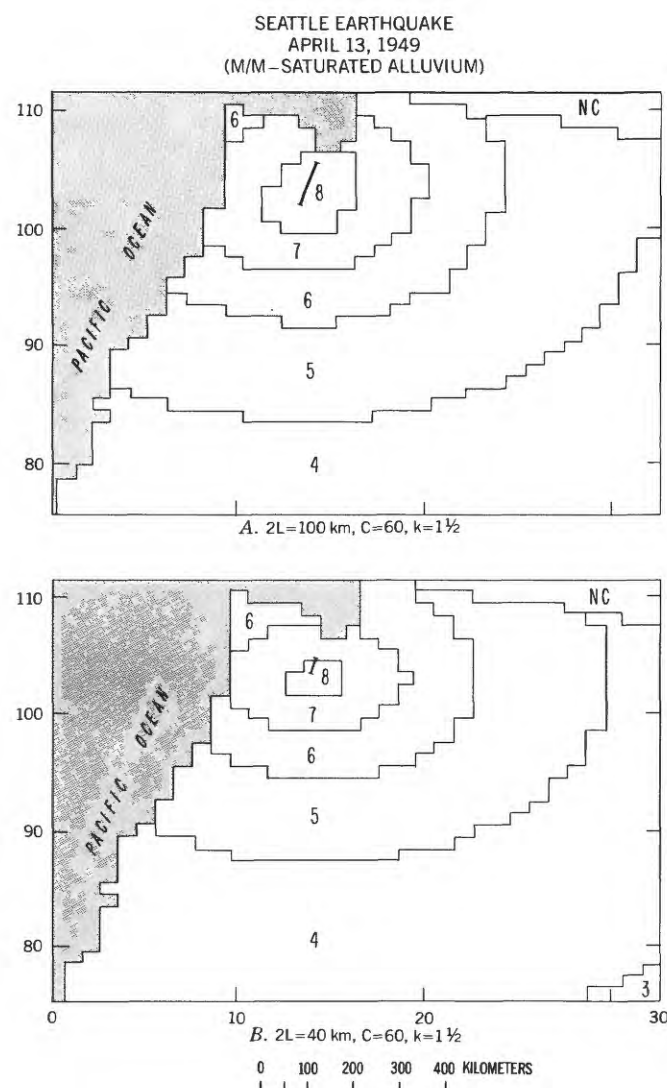 SEATTLE EARTHQUAKE
APRIL 13, 1949
(M/M-SATURATED ALLUVIUM)
110
6
NC
8
100
PACIFIC OCEAN
7
6
90
5
80
4
A. 2L=100 km, C=60, k=1½
110
6
NC
8
100
7
PACIFIC OCEAN
6
90
5
80
4
3
0 10 20 30
B. 2L=40 km, C=60, k=1½
0 100 200 300 400 KILOMETERS